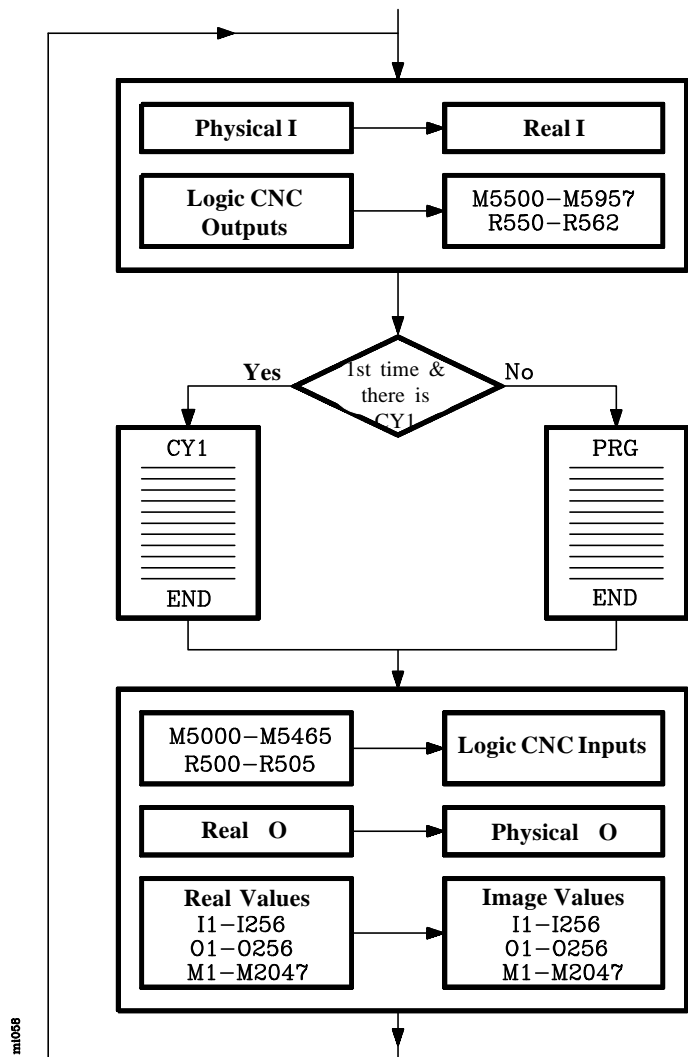 Physical I
Real I
Logic CNC
Outputs
M5500-M5957
R550-R562
Yes
1st time &
there is
CY1
No
CY1
END
PRG
END
M5000-M5465
R500-R505
Logic CNC Inputs
Real O
Physical O
Real Values
I1-I256
O1-O256
M1-M2047
Image Values
I1-I256
O1-O256
M1-M2047
mi058